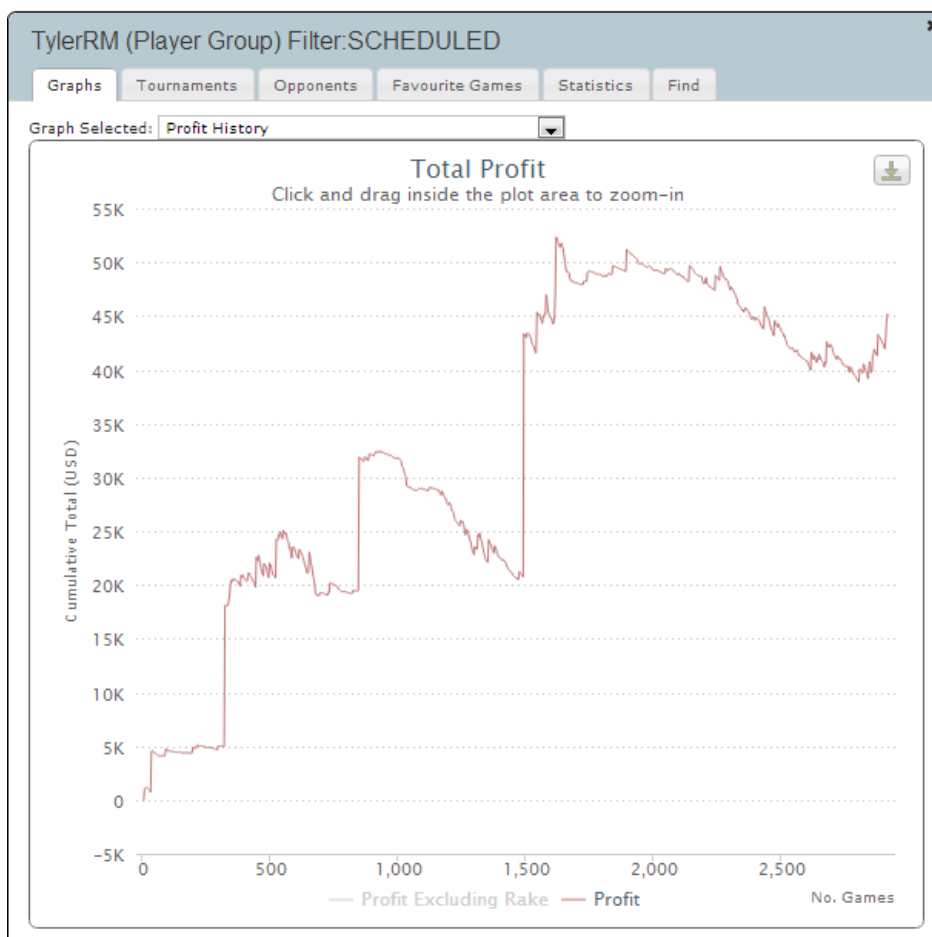 TylerRM (Player Group) Filter:SCHEDULED
Graphs Tournaments Opponents Favourite Games Statistics Find
Graph Selected: Profit History
Total Profit
Click and drag inside the plot area to zoom-in
55K
50K
45K
40K
35K
30K
25K
20K
15K
10K
5K
0
-5K
Cumulative Total (USD)
0 500 1,000 1,500 2,000 2,500
Profit Excluding Rake Profit No. Games